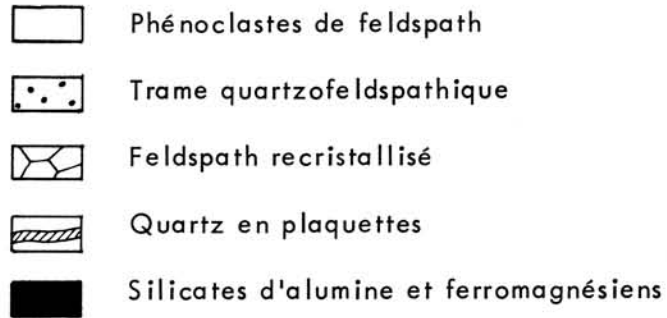 Phénoclastes de feldspath
Trame quartzofeldspathique
Feldspath recristallisé
Quartz en plaquettes
Silicates d'alumine et ferromagnésiens